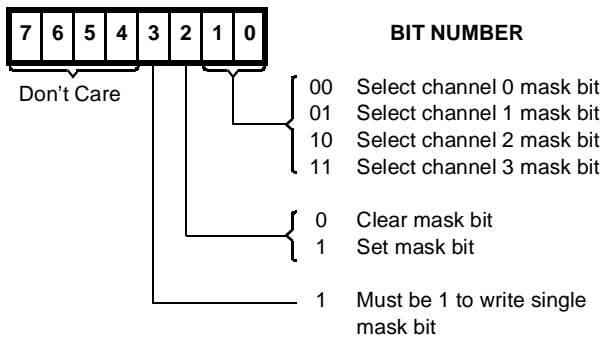 7 6 5 4 3 2 1 0 BIT NUMBER
Don't Care
00 Select channel 0 mask bit
01 Select channel 1 mask bit
10 Select channel 2 mask bit
11 Select channel 3 mask bit
0 Clear mask bit
1 Set mask bit
1 Must be 1 to write single
mask bit